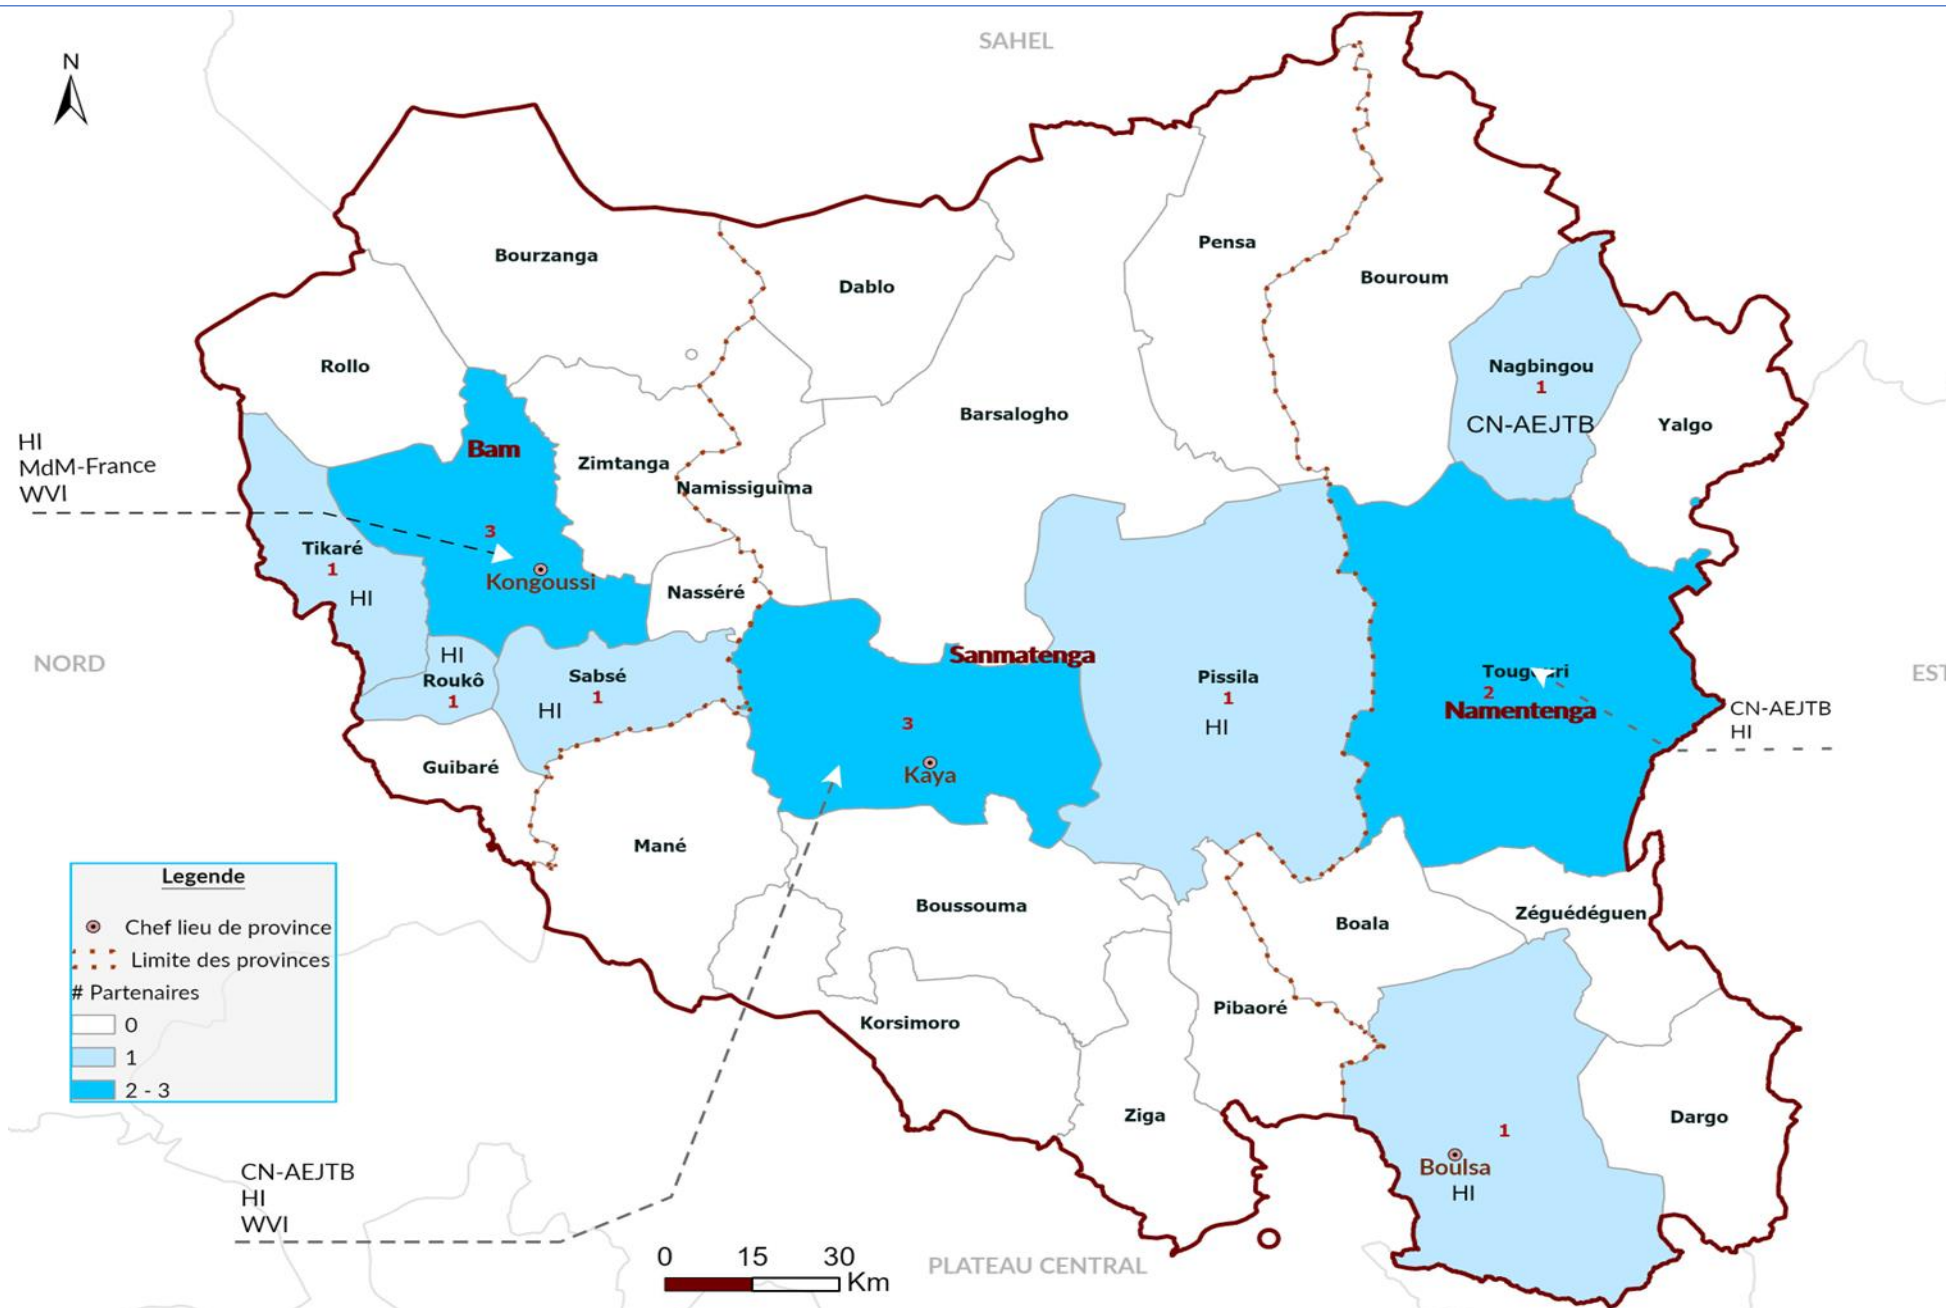 SAHEL
N
Pensa
Bourzanga
Bouroum
Dablo
Rollo
Nagbingou
1
CN-AEJTB
Barsalogho
Yalgo
HI
MdM-France
WVI
Bam
Zimtanga
Namissiguima
3
Kongoussi
Tikaré
1
HI
Nasséré
NORD
HI
Roukô
1
Sabsé
1
HI
Sanmatenga
Pissila
1
HI
2
Namentenga
EST
CN-AEJTB
HI
3
Kaya
Guibaré
Mané
Boussouma
Boala
Zéguédéguen
Legende
Chef lieu de province
Limite des provinces
# Partenaires
0
1
2 - 3
Korsimoro
Pibaoré
Ziga
Dargo
1
Boulsa
HI
CN-AEJTB
HI
WVI
0 15 30
Km
PLATEAU CENTRAL